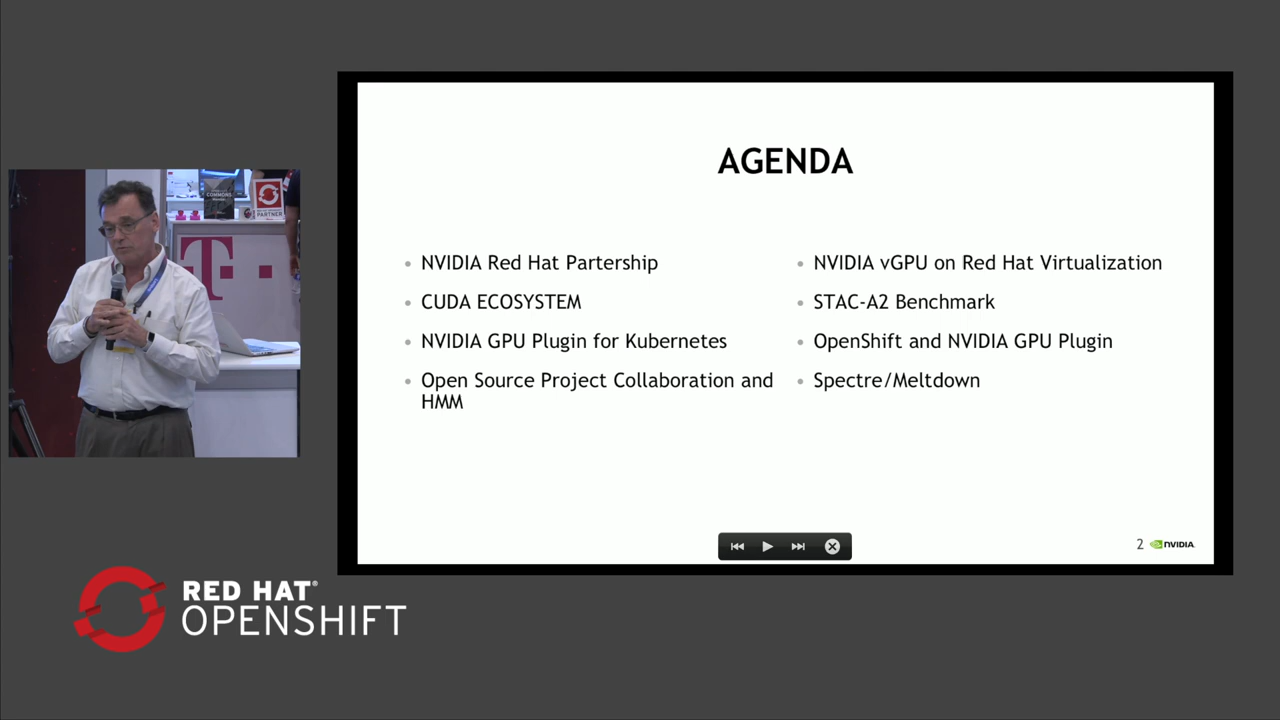 AGENDA
NVIDIA Red Hat Partership
CUDA ECOSYSTEM
NVIDIA GPU Plugin for Kubernetes
Open Source Project Collaboration and
HMM
NVIDIA vGPU on Red Hat Virtualization
STAC-A2 Benchmark
OpenShift and NVIDIA GPU Plugin
Spectre/Meltdown
2 NVIDIA
COMMONS
PARTNER
T
RED HAT®
OPENSHIFT